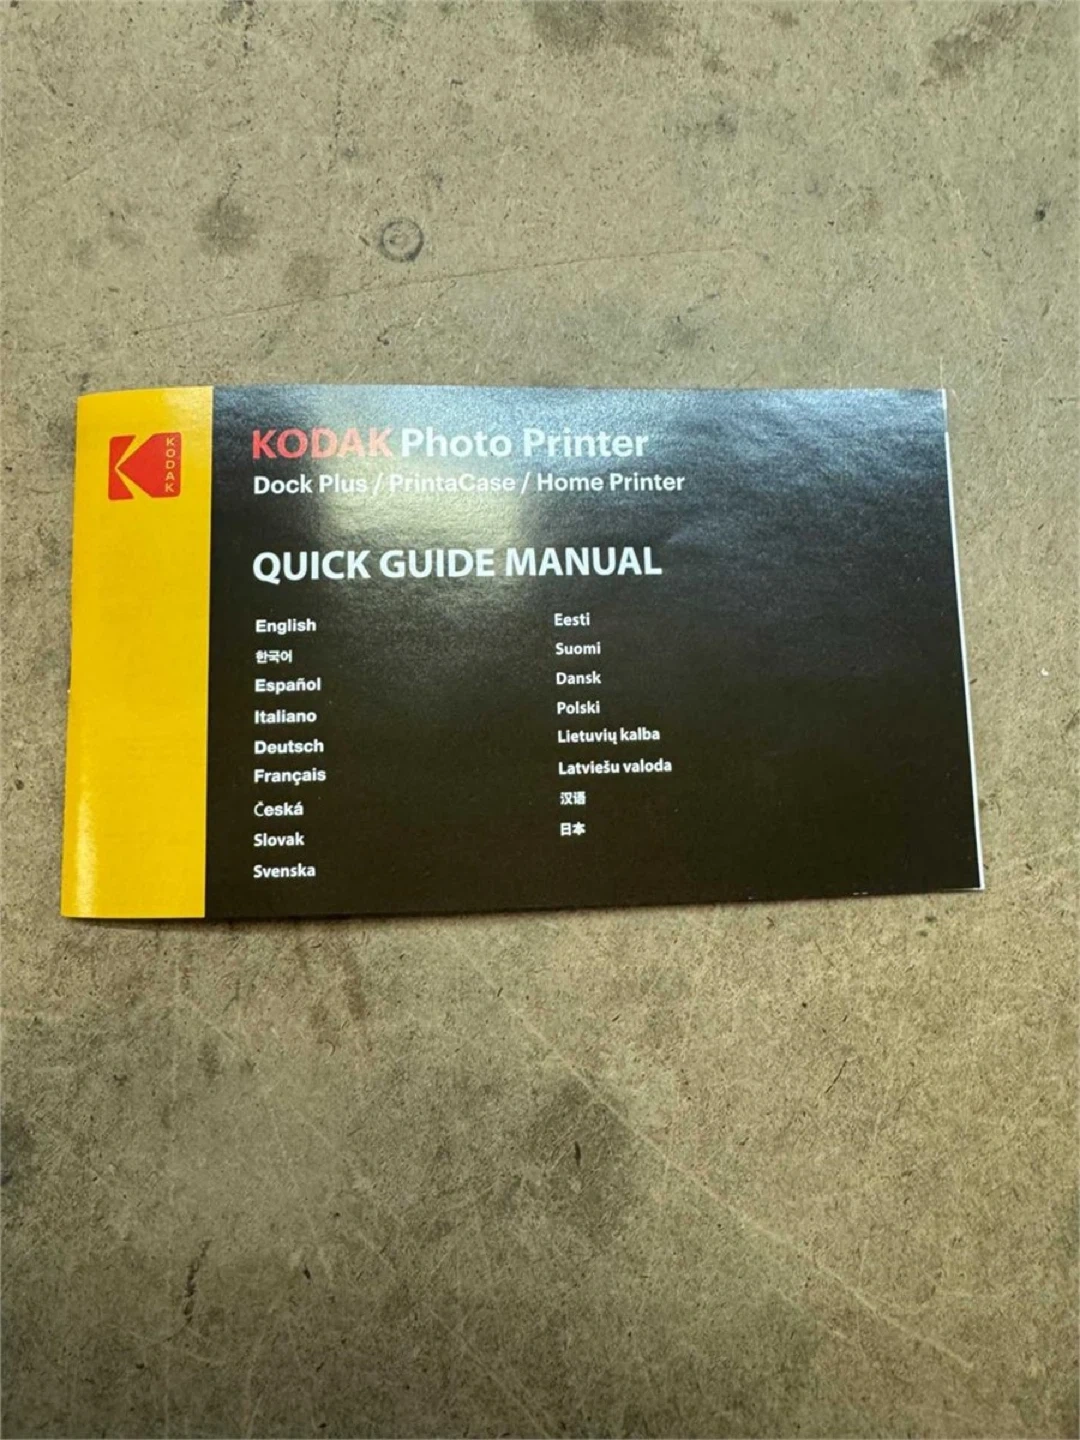 KODAK
KODAK Photo Printer
Dock Plus / PrintaCase / Home Printer
QUICK GUIDE MANUAL
English
한국어
Español
Italiano
Deutsch
Français
Česká
Slovak
Svenska
Eesti
Suomi
Dansk
Polski
Lietuvių kalba
Latviešu valoda
汉语
日本